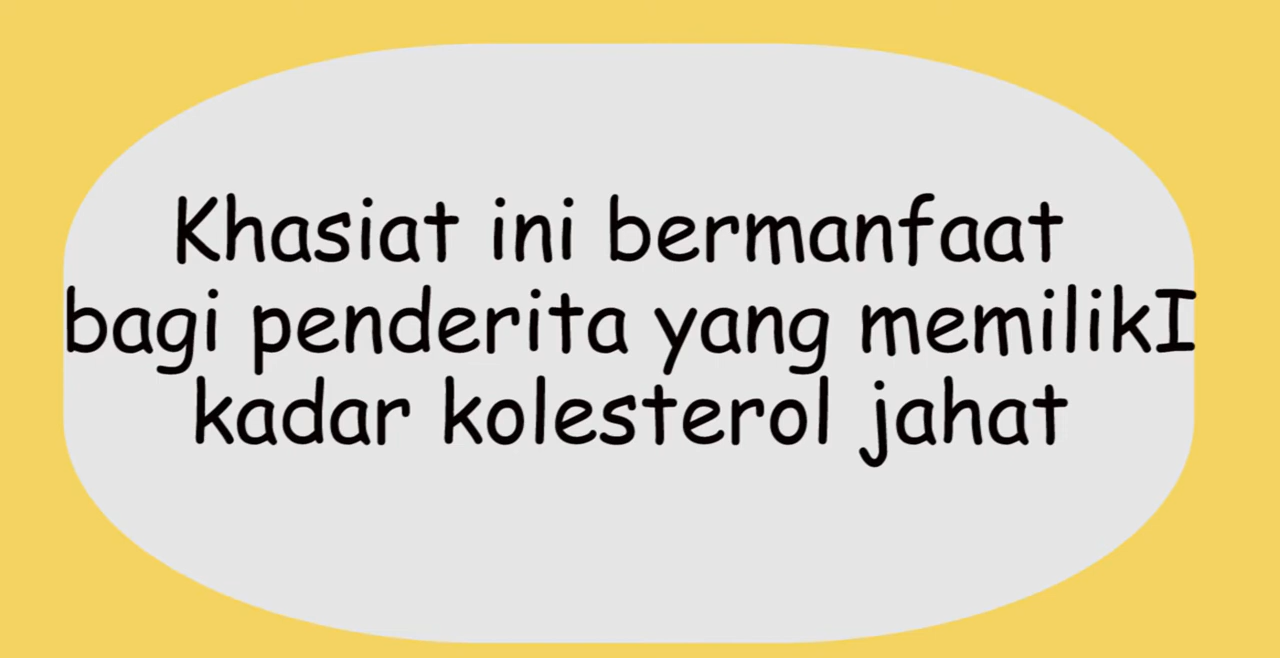 Khasiat ini bermanfaat
bagi penderita yang memilikI
kadar kolesterol jahat